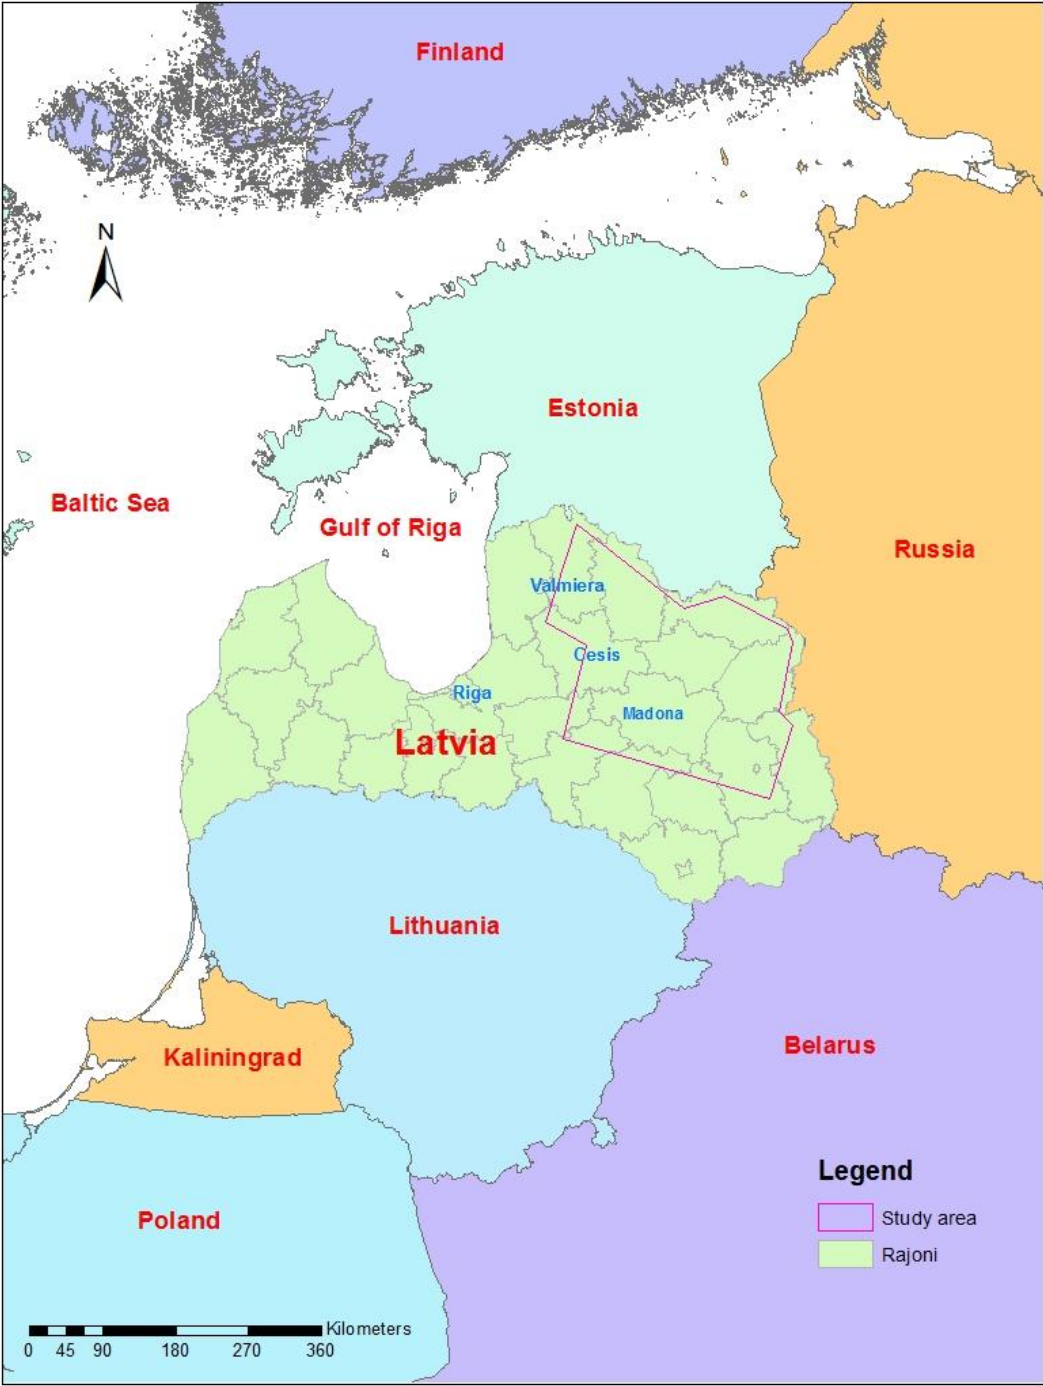 Finland
N
Estonia
Baltic Sea
Gulf of Riga
Russia
Valmiera
Cesis
Riga
Madona
Latvia
Lithuania
Kaliningrad
Belarus
Poland
Legend
Study area
Rajoni
Kilometers
0 45 90 180 270 360